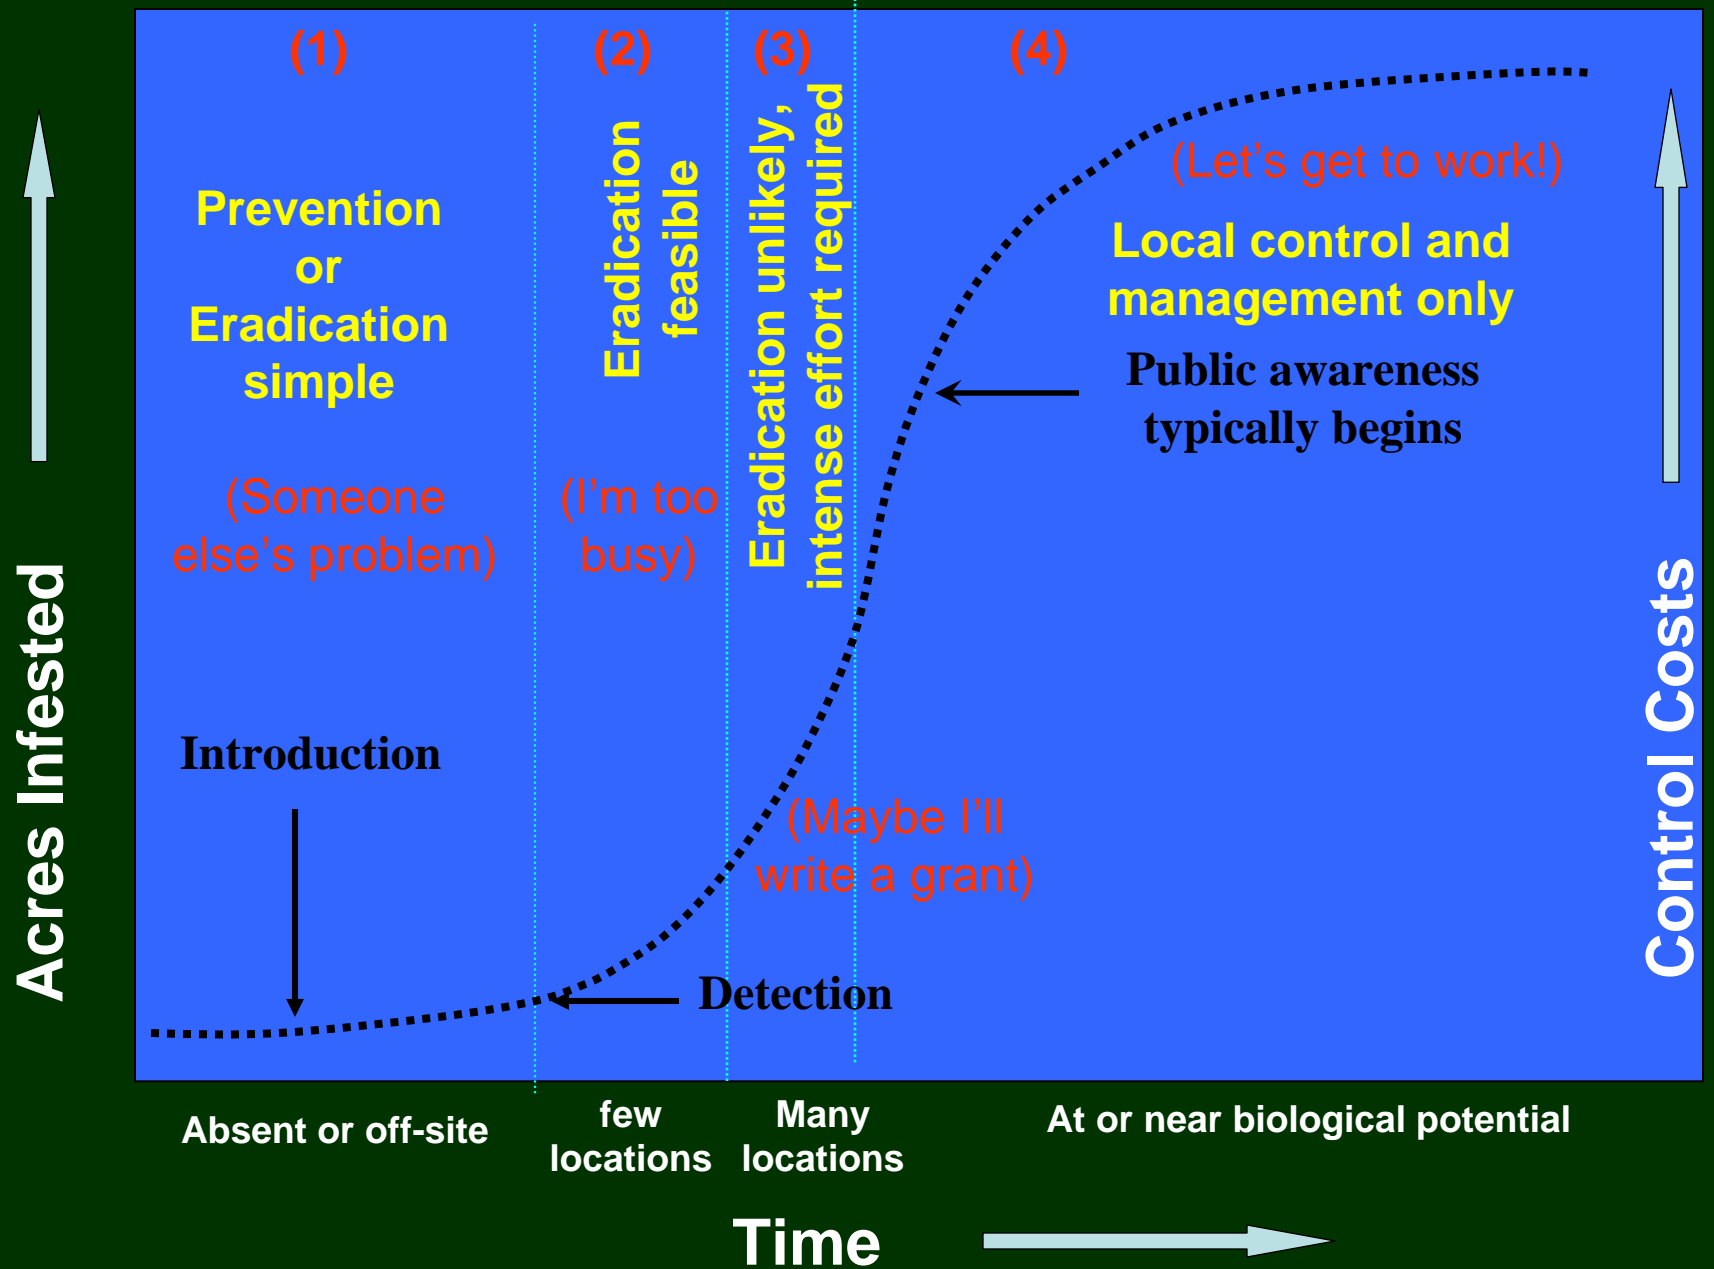 (1)
(2)
(3)
(4)
Prevention
or
Eradication
simple
(Someone
else's problem)
Eradication
feasible
(I'm too
busy)
Eradication unlikely,
intense effort required
(Maybe I'll
write a grant)
(Let's get to work!)
Local control and
management only
Public awareness
typically begins
Introduction
Detection
Acres Infested
Control Costs
Absent or off-site
few
locations
Many
locations
At or near biological potential
Time